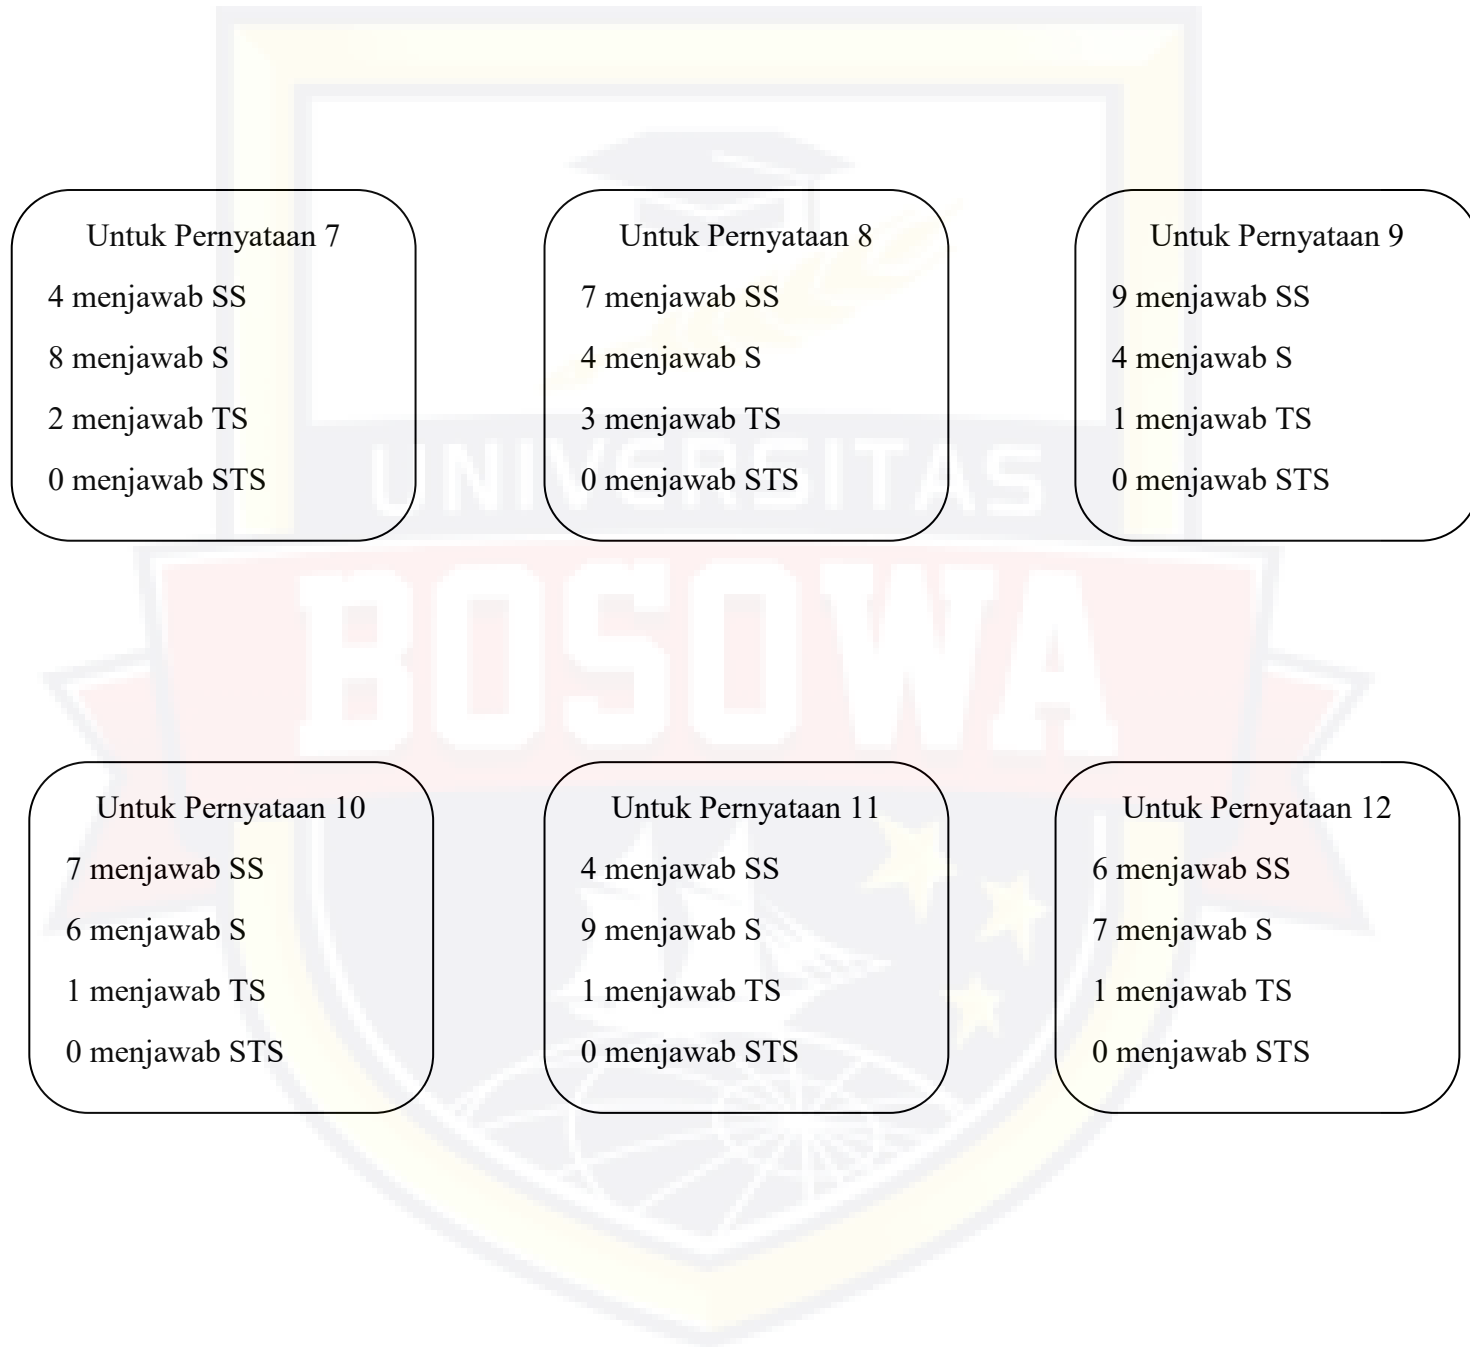 Untuk Pernyataan 7
4 menjawab SS
8 menjawab S
2 menjawab TS
0 menjawab STS
Untuk Pernyataan 8
7 menjawab SS
4 menjawab S
3 menjawab TS
0 menjawab STS
Untuk Pernyataan 9
9 menjawab SS
4 menjawab S
1 menjawab TS
0 menjawab STS
UNIVERSITAS
BOSOWA
Untuk Pernyataan 10
7 menjawab SS
6 menjawab S
1 menjawab TS
0 menjawab STS
Untuk Pernyataan 11
4 menjawab SS
9 menjawab S
1 menjawab TS
0 menjawab STS
Untuk Pernyataan 12
6 menjawab SS
7 menjawab S
1 menjawab TS
0 menjawab STS